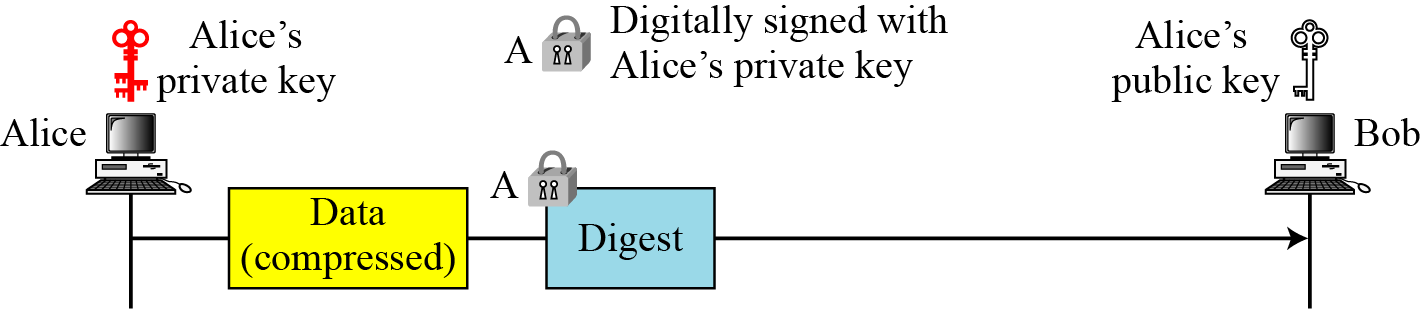 Alice’s
private key
A
Digitally signed with
Alice’s private key
Alice’s
public key
Alice
Bob
A
Data
(compressed)
Digest